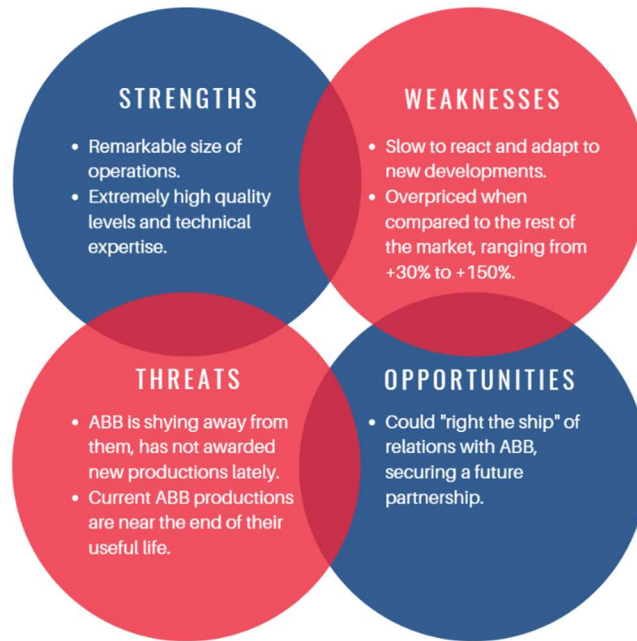 STRENGTHS
• Remarkable size of
operations.
• Extremely high quality
levels and technical
expertise.
WEAKNESSES
• Slow to react and adapt to
new developments.
• Overpriced when
compared to the rest of
the market, ranging from
+30% to +150%.
THREATS
• ABB is shying away from
them, has not awarded
new productions lately.
• Current ABB productions
are near the end of their
useful life.
OPPORTUNITIES
• Could "right the ship" of
relations with ABB,
securing a future
partnership.